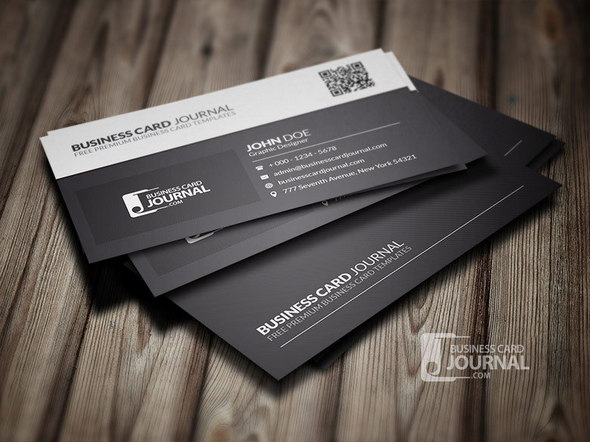 BUSINESS CARD JOURNAL
FREE PREMIUM BUSINESS CARD TEMPLATES
JOHN DOE
Graphic Designer
+ 000 - 1234 - 5678
admin@businesscardjournal.com
businesscardjournal.com
777 Seventh Avenue, New York 54321
BUSINESS CARD
JOURNAL
.COM
BUSINESS CARD JOURNAL
FREE PREMIUM BUSINESS CARD TEMPLATES
BUSINESS CARD
JOURNAL
.COM